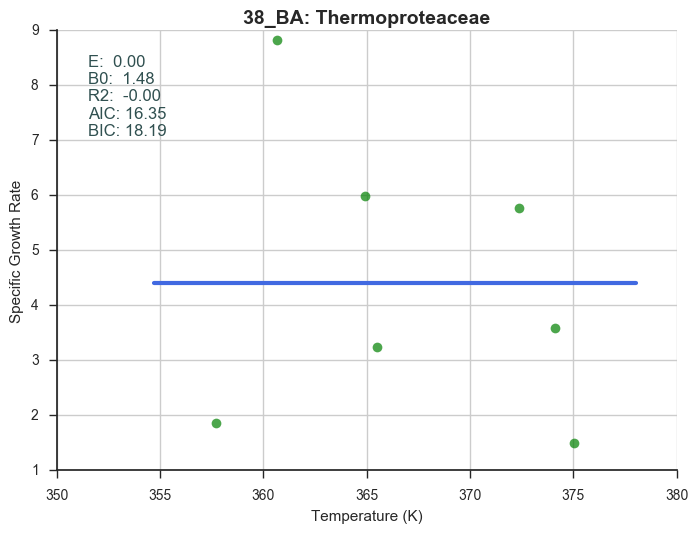 38_BA: Thermoproteaceae
E: 0.00
B0: 1.48
R2: -0.00
AIC: 16.35
BIC: 18.19
Specific Growth Rate
9
8
7
6
5
4
3
2
1
350 355 360 365 370 375 380
Temperature (K)